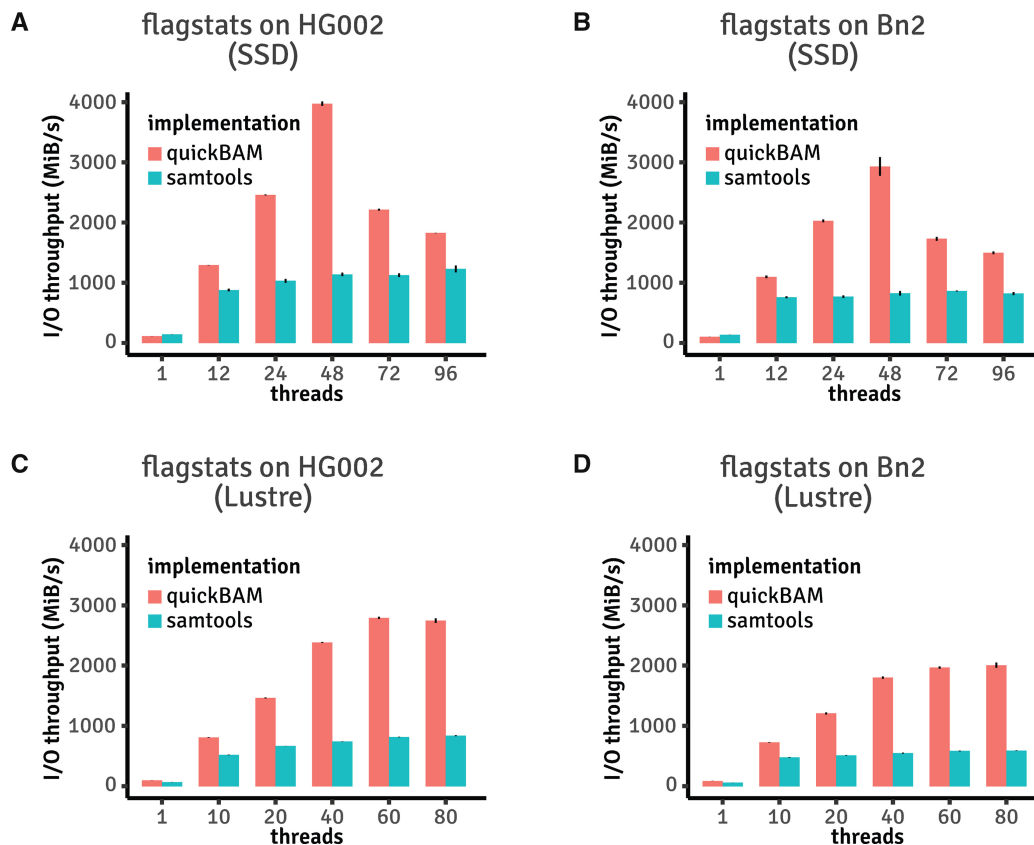 A
flagstats on HG002
(SSD)
I/O throughput (MiB/s)
4000
3000
2000
1000
0
implementation
quickBAM
samtools
1 12 24 48 72 96
threads
B
flagstats on Bn2
(SSD)
I/O throughput (MiB/s)
4000
3000
2000
1000
0
implementation
quickBAM
samtools
1 12 24 48 72 96
threads
C
flagstats on HG002
(Lustre)
I/O throughput (MiB/s)
4000
3000
2000
1000
0
implementation
quickBAM
samtools
1 10 20 40 60 80
threads
D
flagstats on Bn2
(Lustre)
I/O throughput (MiB/s)
4000
3000
2000
1000
0
implementation
quickBAM
samtools
1 10 20 40 60 80
threads